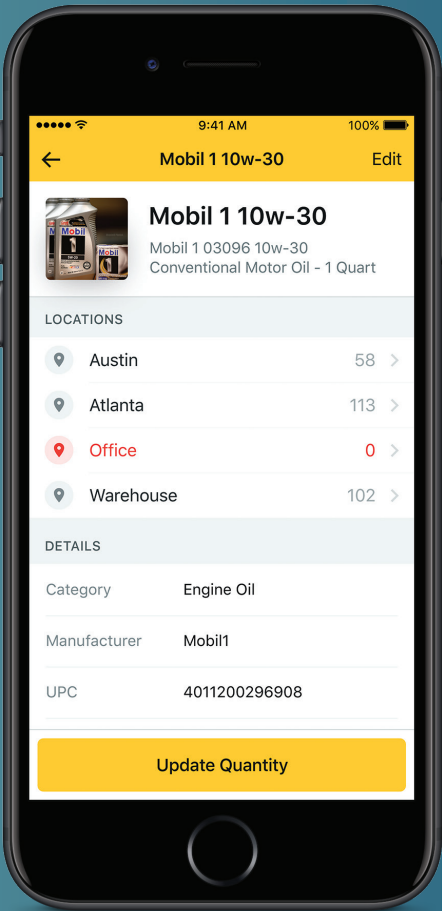 9:41 AM
100%
Mobil 1 10w-30
Edit
Mobil
Mobil
Mobil 1 10w-30
Mobil 1 03096 10w-30
Conventional Motor Oil - 1 Quart
LOCATIONS
Austin 58
Atlanta 113
Office 0
Warehouse 102
DETAILS
Category Engine Oil
Manufacturer Mobil1
UPC 4011200296908
Update Quantity